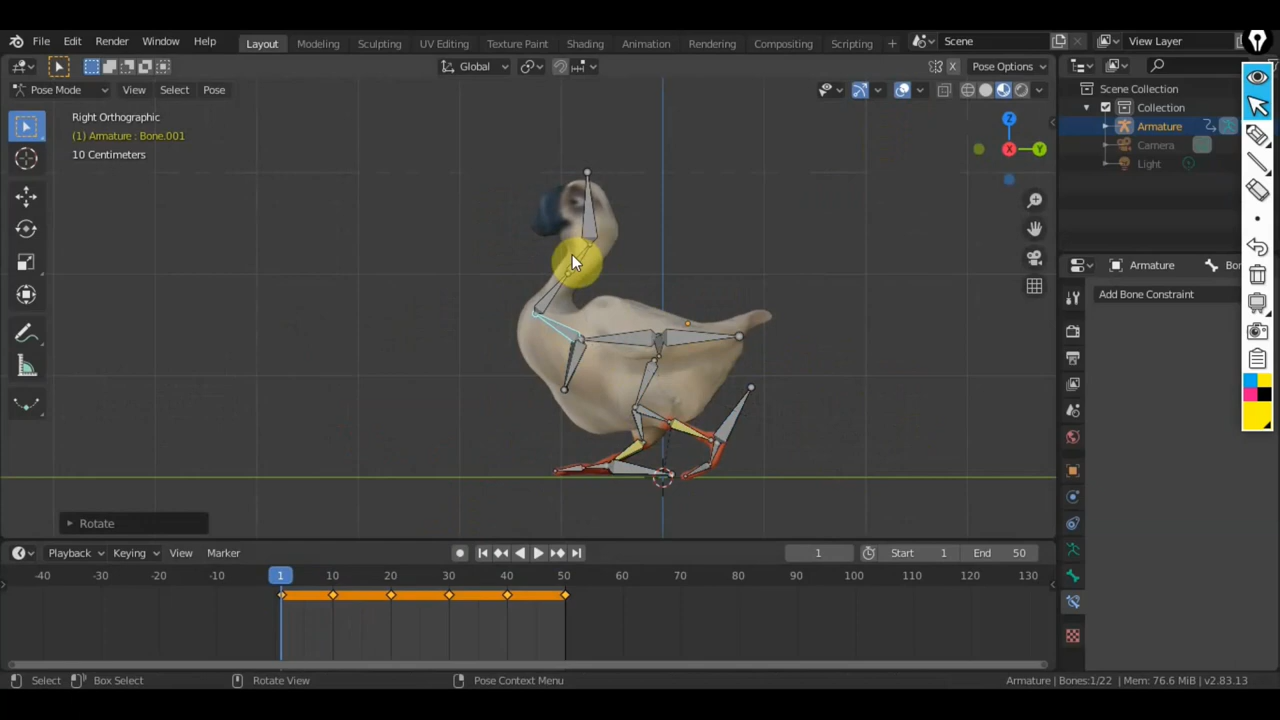 File Edit Render Window Help Layout Modeling Sculpting UV Editing Texture Paint Shading Animation Rendering Compositing Scripting + Scene View Layer
Global Pose Options
Pose Mode View Select Pose
Scene Collection
Right Orthographic
Collection
(1) Armature : Bone.001
Armature
10 Centimeters
Camera
Light
Armature
Add Bone Constraint
Rotate
Playback Keying View Marker 1 Start 1 End 50
-40 -30 -20 -10 1 10 20 30 40 50 60 70 80 90 100 110 120 130
Select Box Select Rotate View Pose Context Menu Armature | Bones:1/22 | Mem: 76.6 MiB | v2.83.13
X
Y
Z